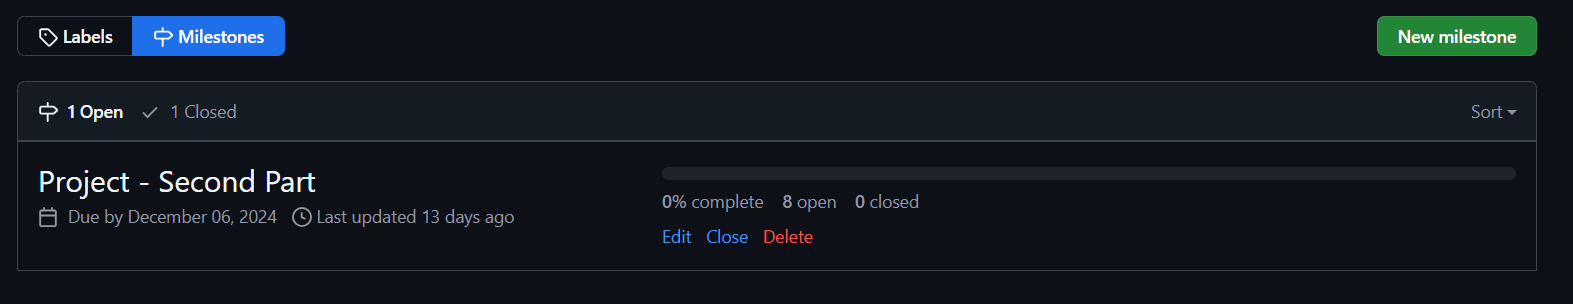 Labels Milestones New milestone
1 Open 1 Closed Sort
Project - Second Part
Due by December 06, 2024 Last updated 13 days ago
0% complete 8 open 0 closed
Edit Close Delete